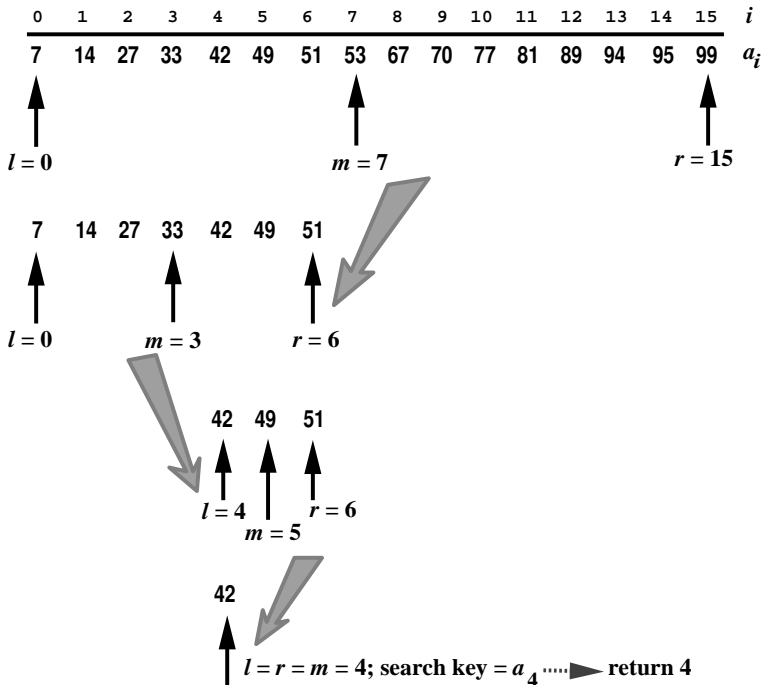 0 1 2 3 4 5 6 7 8 9 10 11 12 13 14 15 i
7 14 27 33 42 49 51 53 67 70 77 81 89 94 95 99 a_i
l = 0 m = 7 r = 15
7 14 27 33 42 49 51
l = 0 m = 3 r = 6
42 49 51
l = 4 r = 6
m = 5
42
l = r = m = 4; search key = a_4 return 4